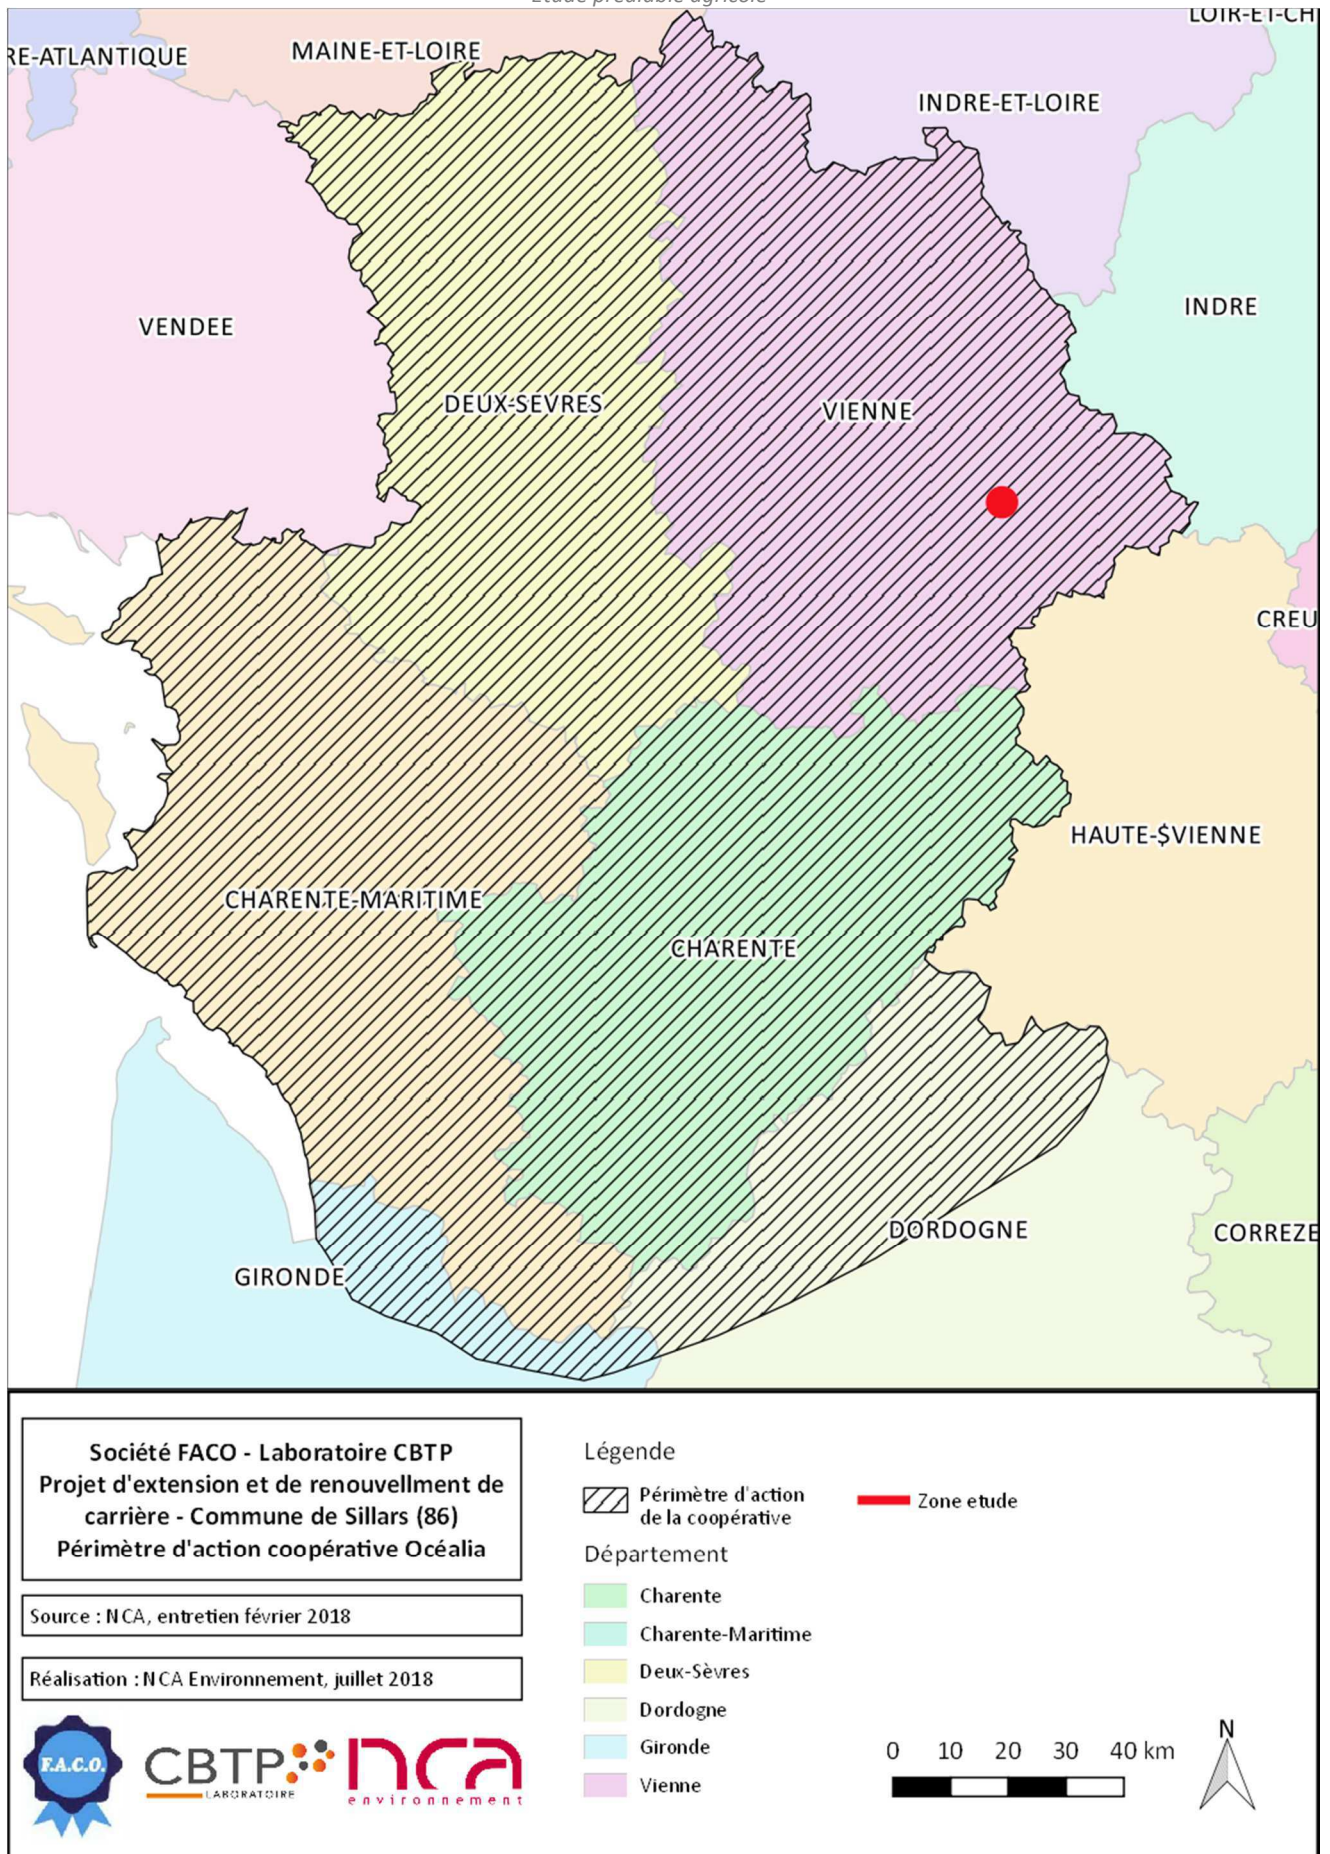 Etude préalable agricole
LOIR-ET-CH
RE-ATLANTIQUE
MAINE-ET-LOIRE
INDRE-ET-LOIRE
INDRE
VENDEE
DEUX-SEVRES
VIENNE
CREU
HAUTE-$VIENNE
CHARENTE-MARITIME
CHARENTE
DORDOGNE
CORREZE
GIRONDE
Société FACO - Laboratoire CBTP
Projet d'extension et de renouvellment de
carrière - Commune de Sillars (86)
Périmètre d'action coopérative Océalia
Source : NCA, entretien février 2018
Réalisation : NCA Environnement, juillet 2018
F.A.C.O.
CBTP
LABORATOIRE
nca
environnement
Légende
Périmètre d'action
de la coopérative
Zone etude
Département
Charente
Charente-Maritime
Deux-Sèvres
Dordogne
Gironde
Vienne
0 10 20 30 40 km
N